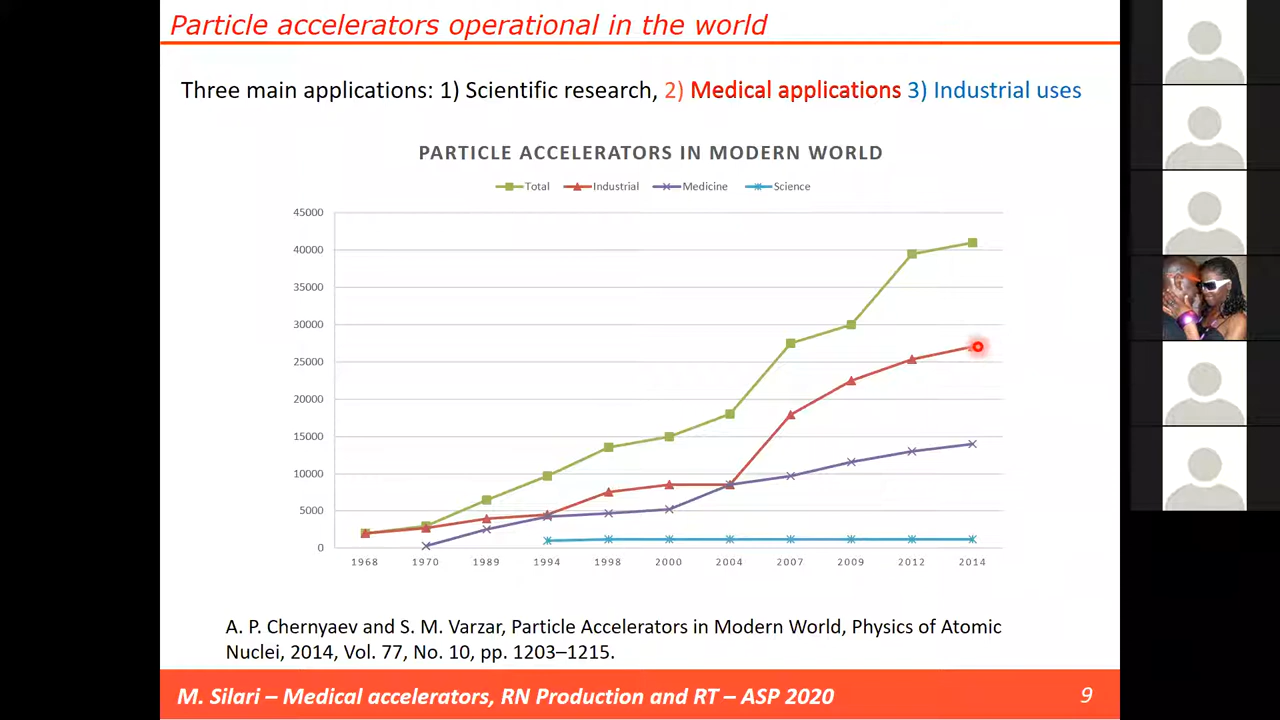 Particle accelerators operational in the world
Three main applications: 1) Scientific research, 2) Medical applications 3) Industrial uses
PARTICLE ACCELERATORS IN MODERN WORLD
Total Industrial Medicine Science
45000
40000
35000
30000
25000
20000
15000
10000
5000
0
1968 1970 1989 1994 1998 2000 2004 2007 2009 2012 2014
A. P. Chernyaev and S. M. Varzar, Particle Accelerators in Modern World, Physics of Atomic
Nuclei, 2014, Vol. 77, No. 10, pp. 1203–1215.
M. Silari – Medical accelerators, RN Production and RT – ASP 2020 9